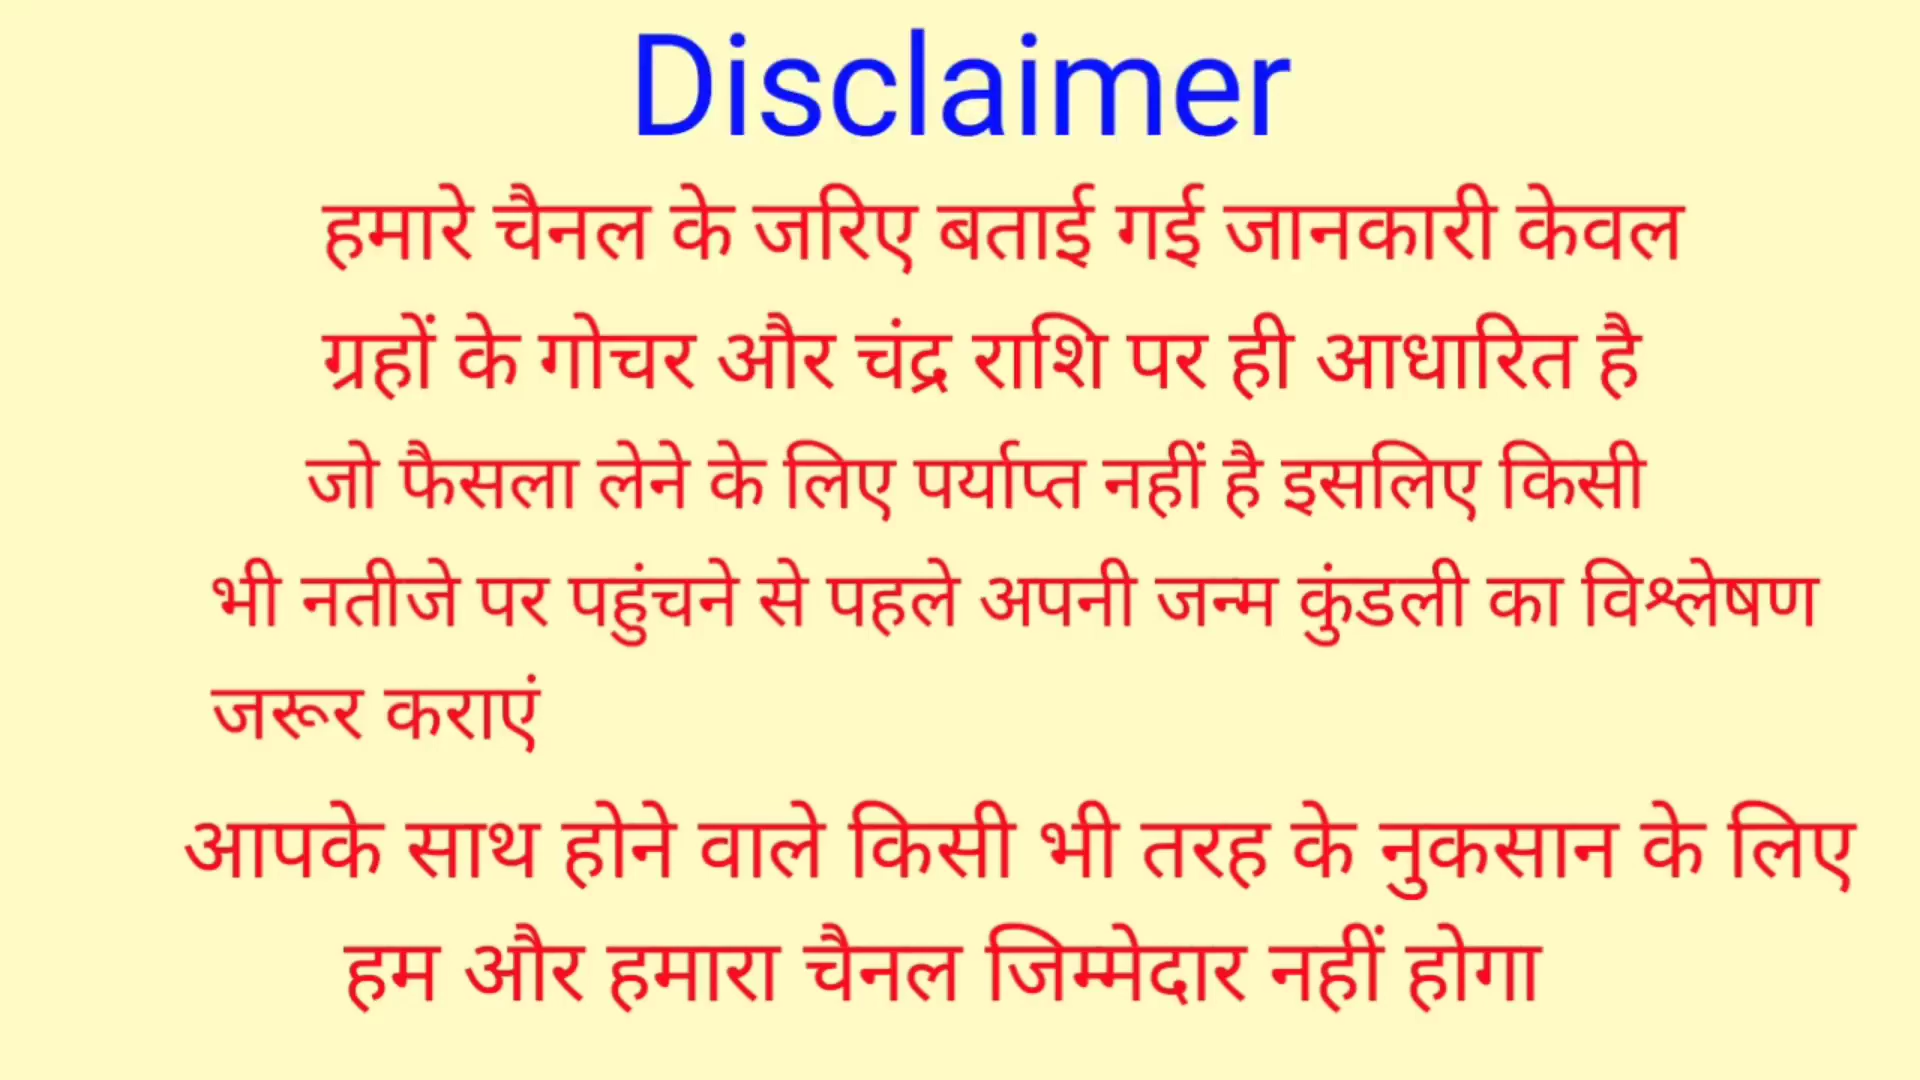 Disclaimer
हमारे चैनल के जरिए बताई गई जानकारी केवल
ग्रहों के गोचर और चंद्र राशि पर ही आधारित है
जो फैसला लेने के लिए पर्याप्त नहीं है इसलिए किसी
भी नतीजे पर पहुंचने से पहले अपनी जन्म कुंडली का विश्लेषण
जरूर कराएं
आपके साथ होने वाले किसी भी तरह के नुकसान के लिए
हम और हमारा चैनल जिम्मेदार नहीं होगा